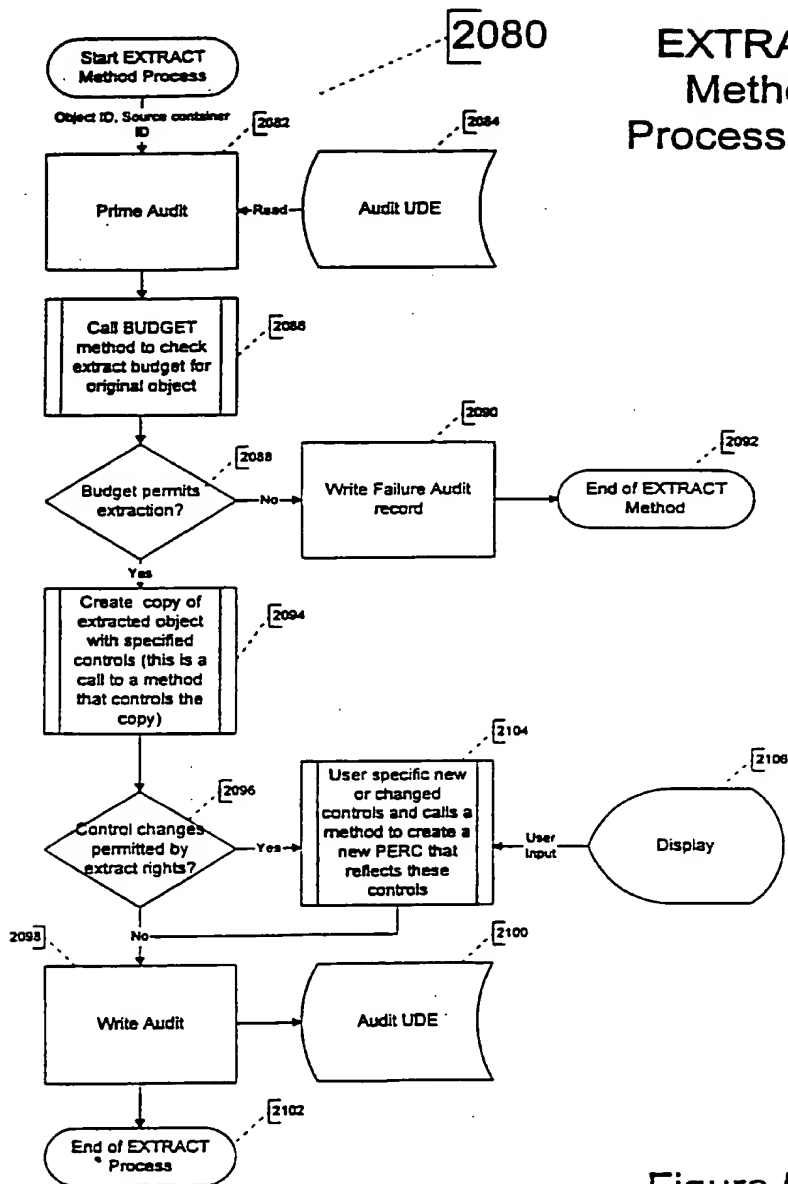 2080
EXTRA
Metho
Process
Start EXTRACT
Method Process
Object ID, Source container
ID
2082
2084
Prime Audit
Read
Audit UDE
Call BUDGET
method to check
extract budget for
original object
2086
2088
Budget permits
extraction?
No
2090
Write Failure Audit
record
2092
End of EXTRACT
Method
Yes
Create copy of
extracted object
with specified
controls (this is a
call to a method
that controls the
copy)
2094
2096
Control changes
permitted by
extract rights?
Yes
2104
User specific new
or changed
controls and calls a
method to create a
new PERC that
reflects these
controls
User
Input
2106
Display
No
2098
Write Audit
2100
Audit UDE
2102
End of EXTRACT
Process
Figure